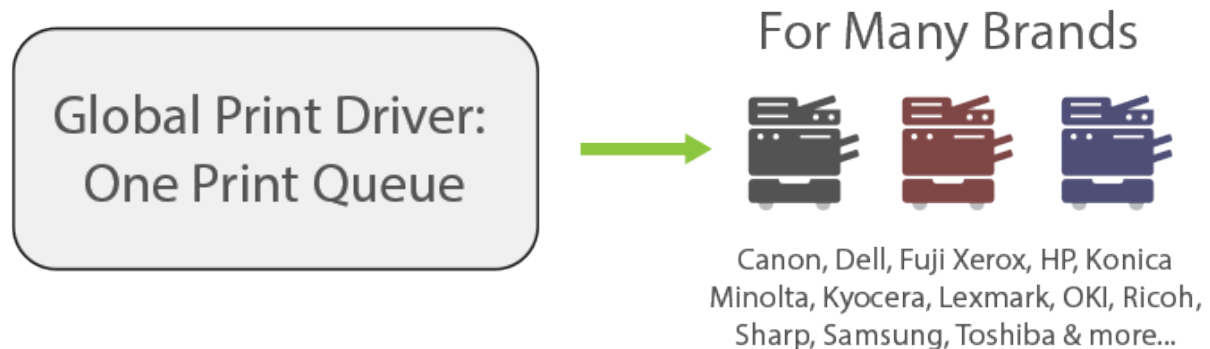 Global Print Driver:
One Print Queue
For Many Brands
Canon, Dell, Fuji Xerox, HP, Konica
Minolta, Kyocera, Lexmark, OKI, Ricoh,
Sharp, Samsung, Toshiba & more...